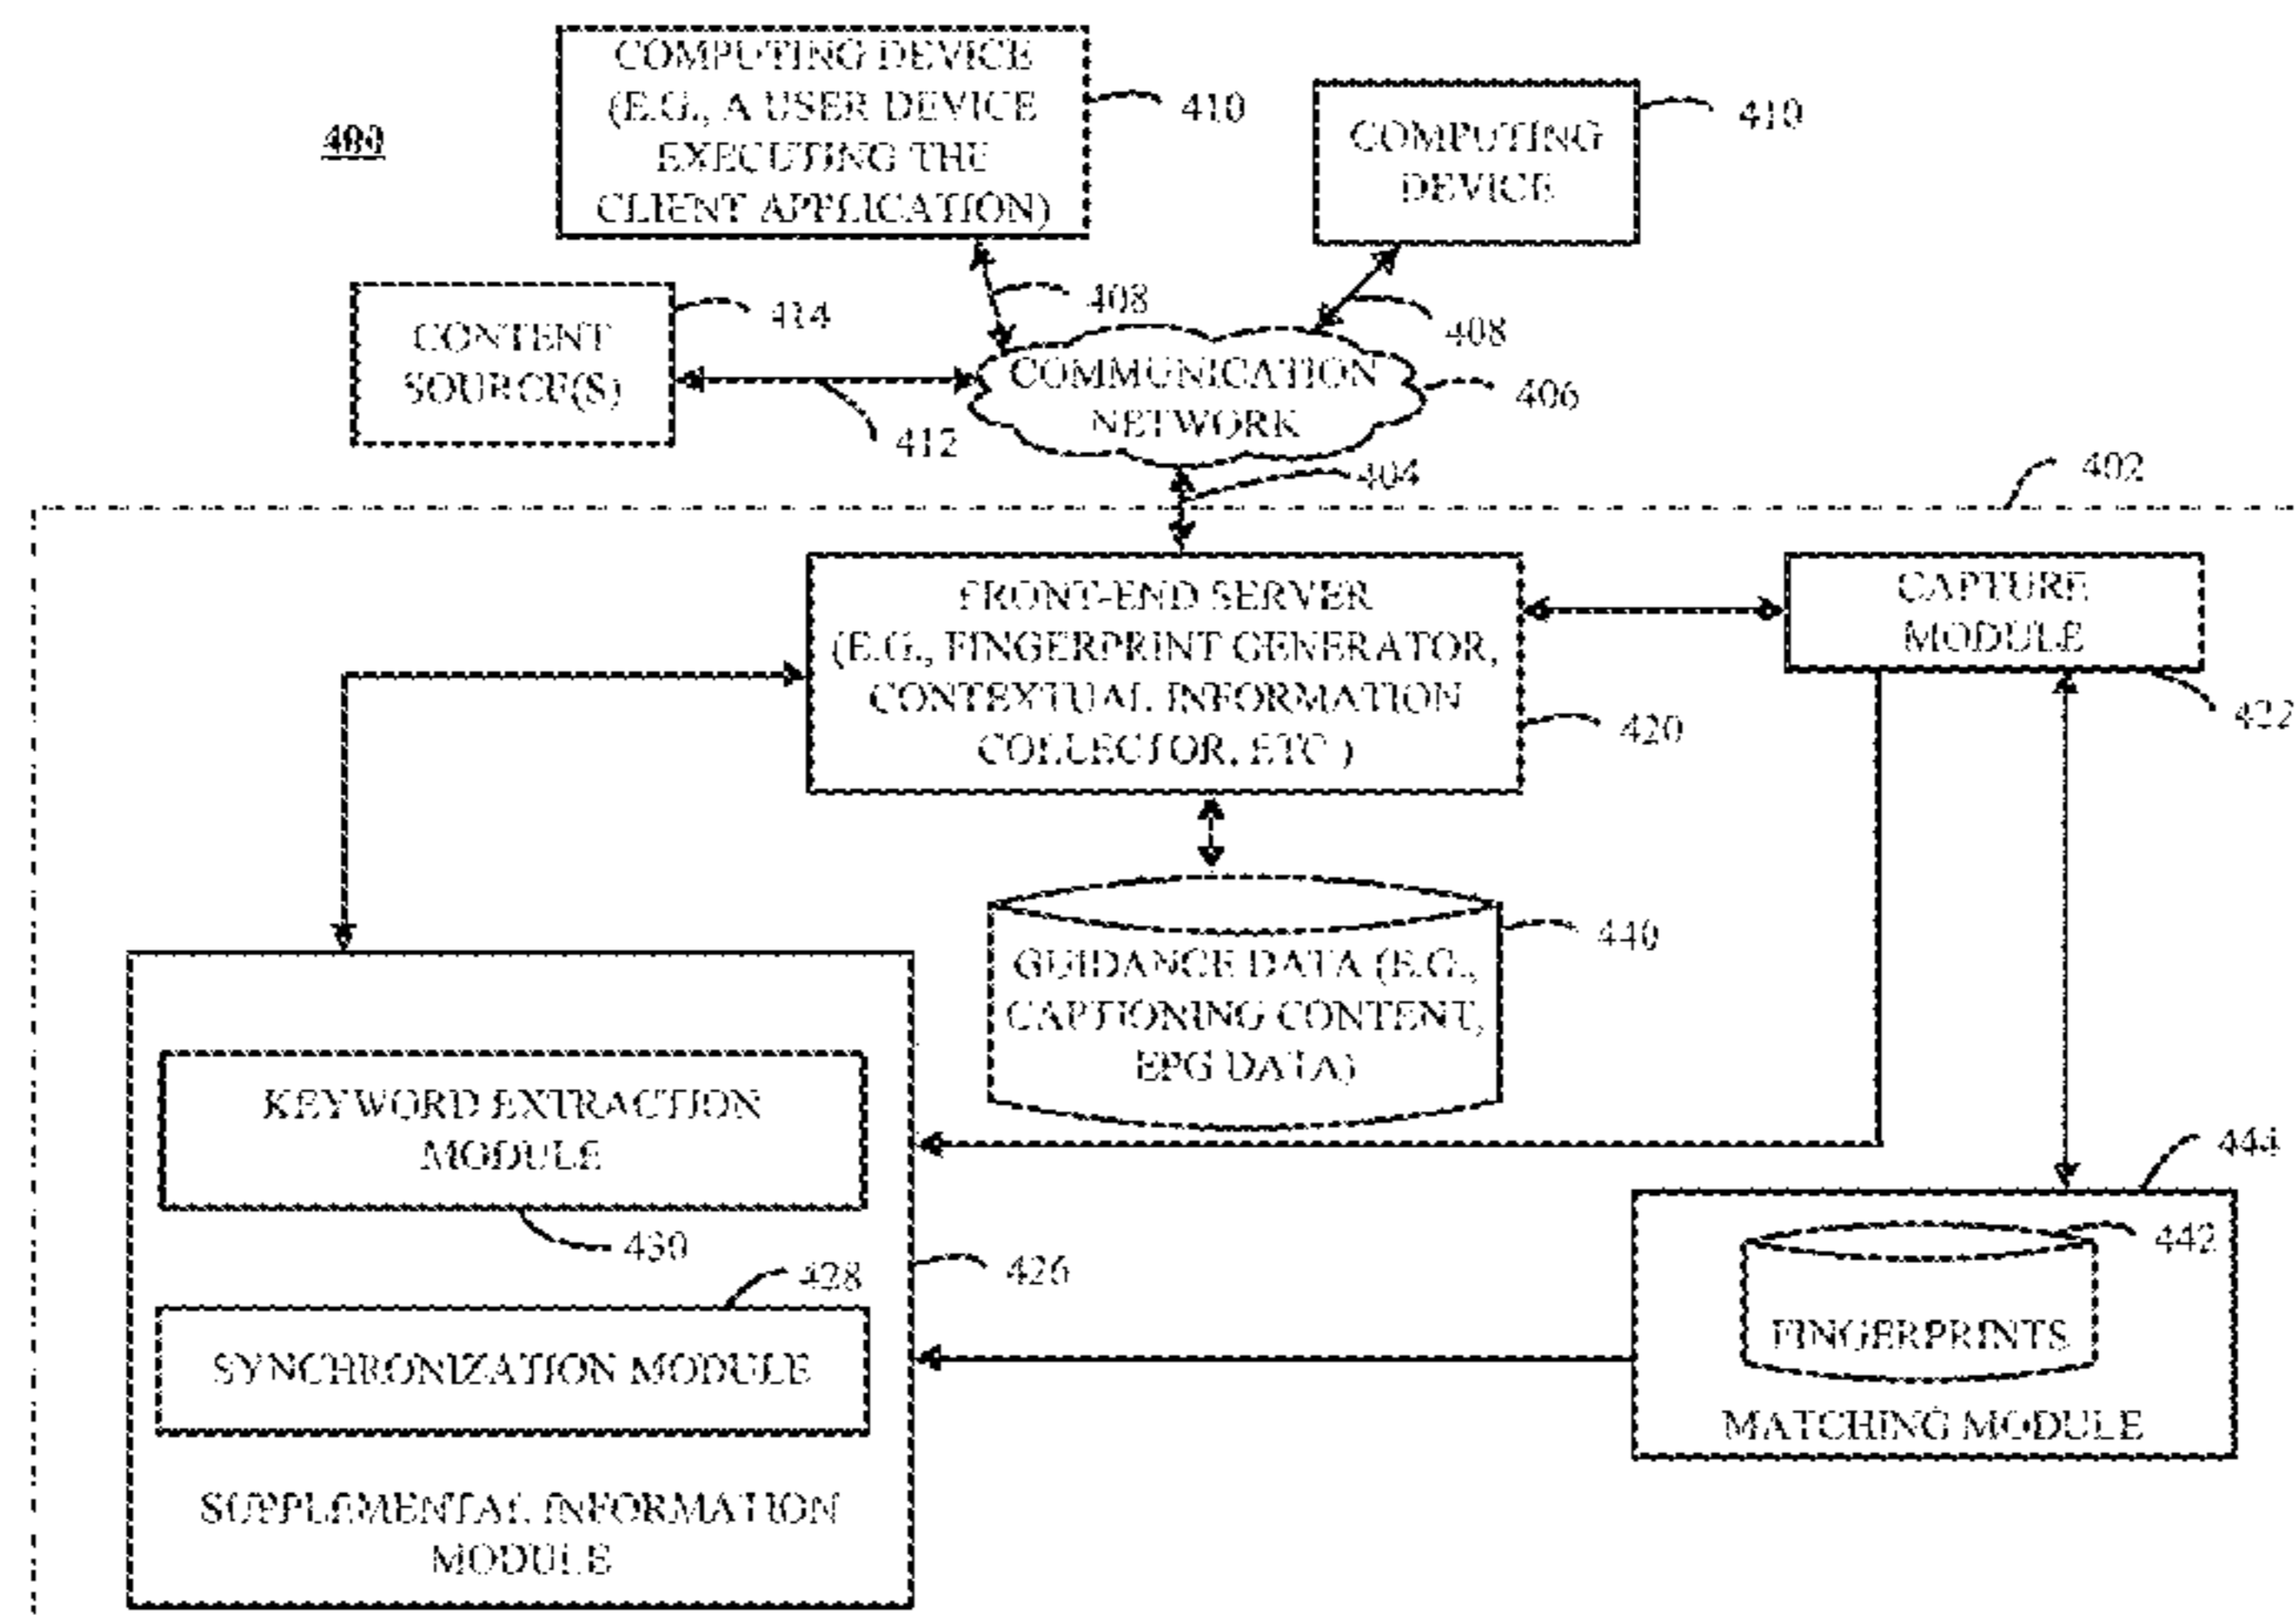 400
COMPUTING DEVICE
(E.G., A USER DEVICE
EXECUTING THE
CLIENT APPLICATION)
410
COMPUTING
DEVICE
410
408
408
CONTENT
SOURCE(S)
414
412
COMMUNICATION
NETWORK
406
404
402
FRONT-END SERVER
(E.G., FINGERPRINT GENERATOR,
CONTEXTUAL INFORMATION
COLLECTOR, ETC.)
420
CAPTURE
MODULE
422
GUIDANCE DATA (E.G.,
CAPTIONING CONTENT,
EPG DATA)
440
KEYWORD EXTRACTION
MODULE
430
428
SYNCHRONIZATION MODULE
SUPPLEMENTAL INFORMATION
MODULE
426
444
442
FINGERPRINTS
MATCHING MODULE